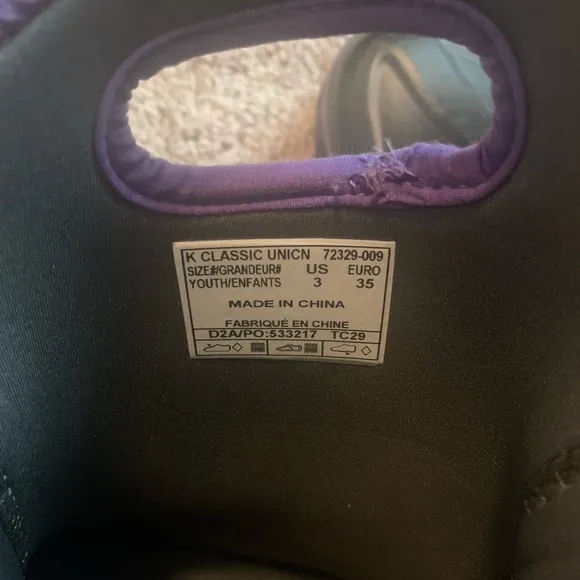 K CLASSIC UNICN 72329-009
SIZE#/GRANDEUR# US EURO
YOUTH/ENFANTS 3 35
MADE IN CHINA
FABRIQUÉ EN CHINE
D2A/PO:533217 TC29